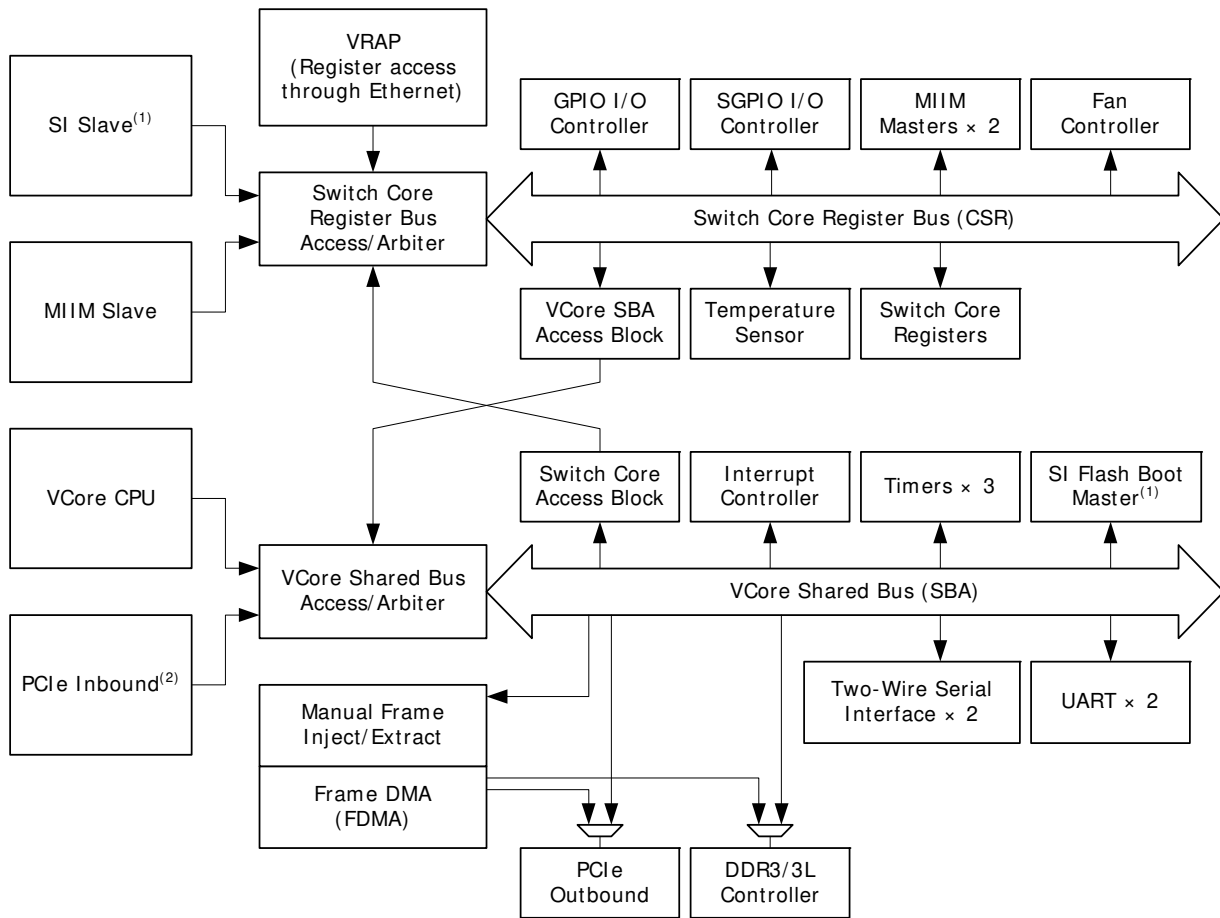 VRAP
(Register access
through Ethernet)
SI Slave(1)
GPIO I/O
Controller
SGPIO I/O
Controller
MIIM
Masters × 2
Fan
Controller
Switch Core
Register Bus
Access/Arbiter
Switch Core Register Bus (CSR)
MIIM Slave
VCore SBA
Access Block
Temperature
Sensor
Switch Core
Registers
VCore CPU
Switch Core
Access Block
Interrupt
Controller
Timers × 3
SI Flash Boot
Master(1)
VCore Shared Bus
Access/Arbiter
VCore Shared Bus (SBA)
PCIe Inbound(2)
Manual Frame
Inject/Extract
Two-Wire Serial
Interface × 2
UART × 2
Frame DMA
(FDMA)
PCIe
Outbound
DDR3/3L
Controller